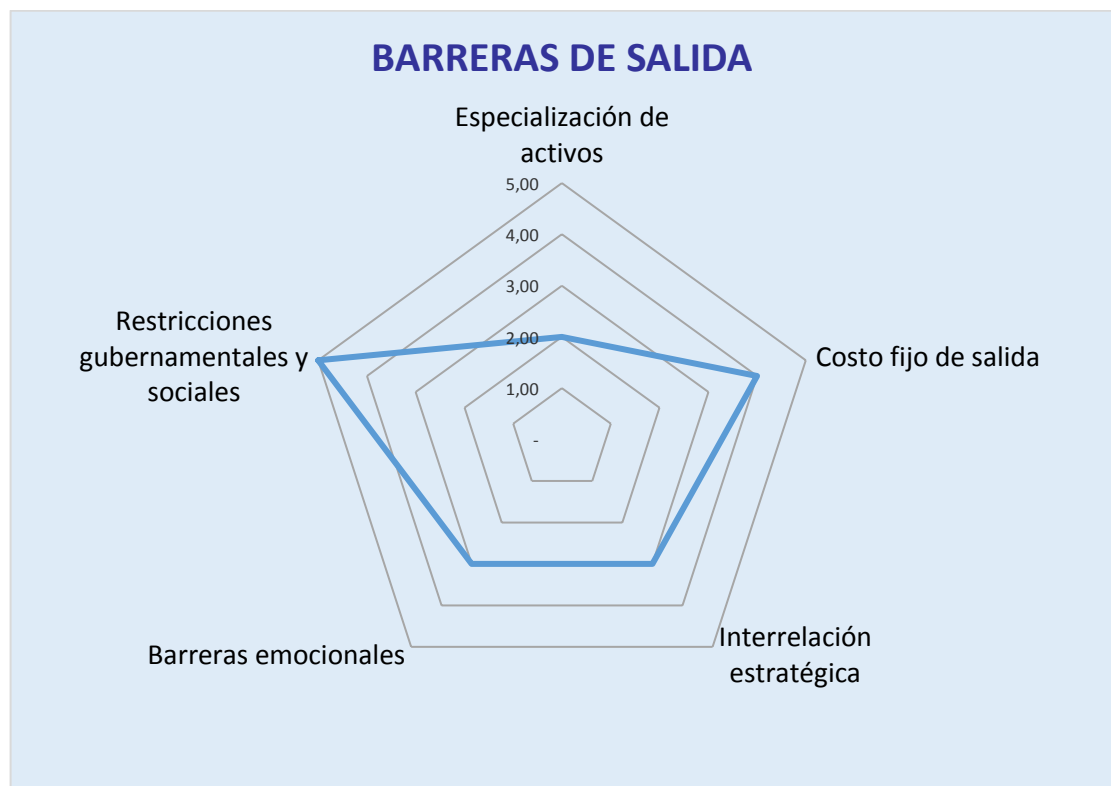 BARRERAS DE SALIDA
Especialización de
activos
5,00
4,00
3,00
2,00
1,00
-
Costo fijo de salida
Interrelación
estratégica
Barreras emocionales
Restricciones
gubernamentales y
sociales